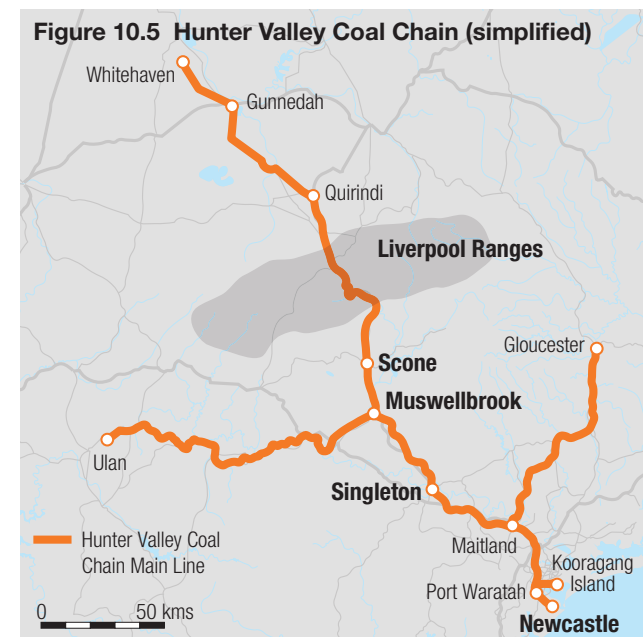 Figure 10.5 Hunter Valley Coal Chain (simplified)
Whitehaven
Gunnedah
Quirindi
Liverpool Ranges
Gloucester
Scone
Muswellbrook
Ulan
Singleton
Hunter Valley Coal
Chain Main Line
Maitland
Kooragang
Island
Port Waratah
Newcastle
0 50 kms